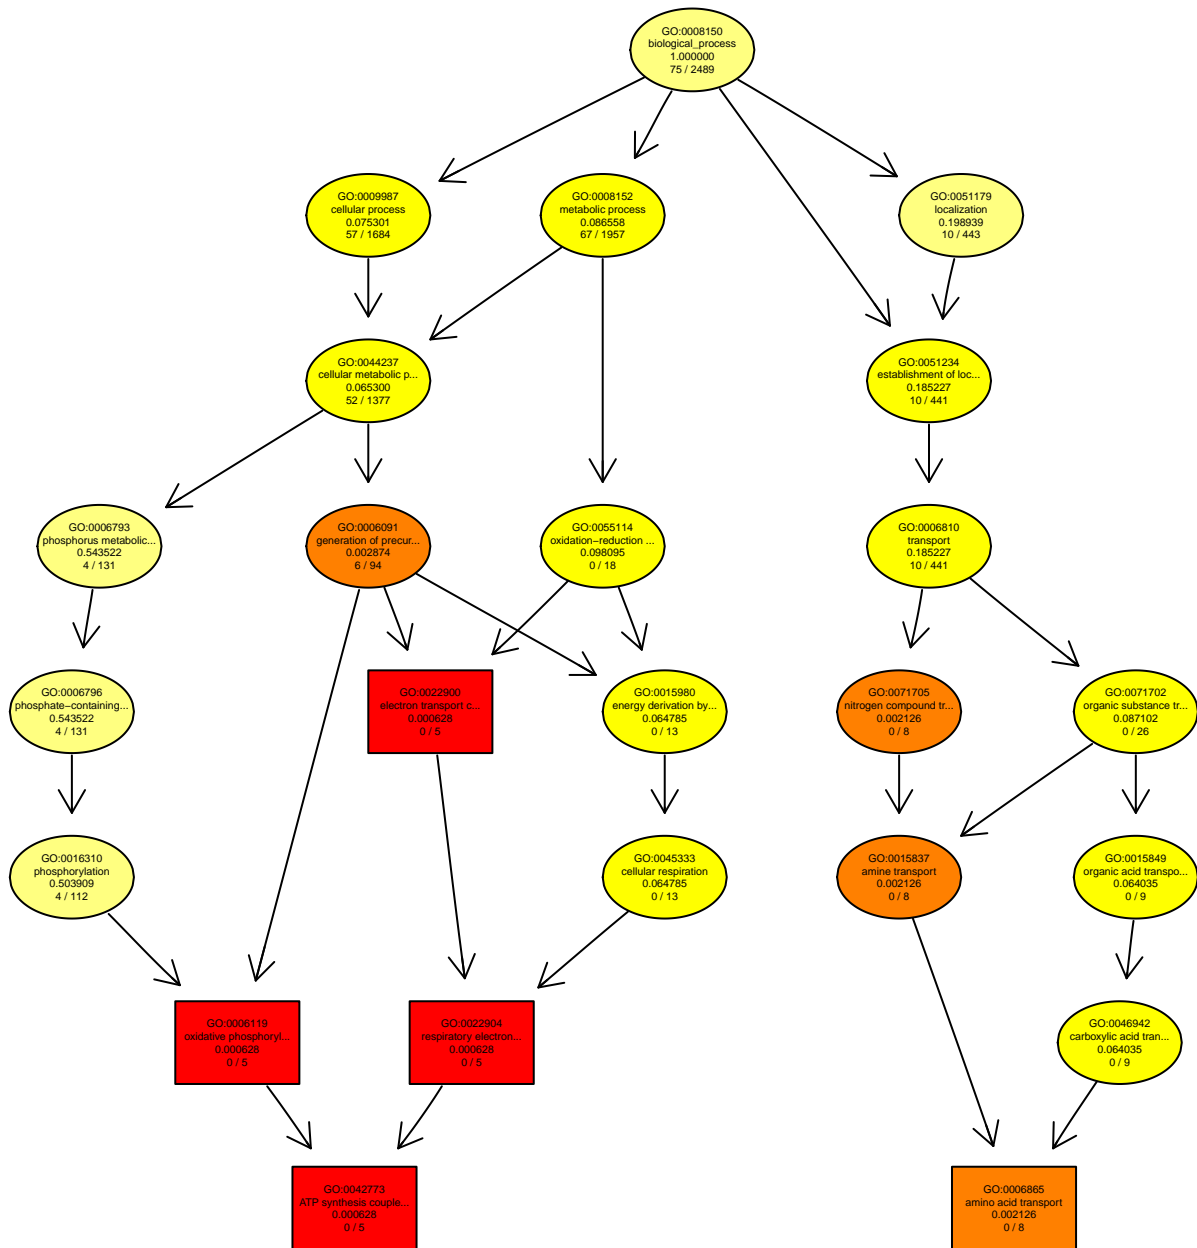 GO:0008150
biological_process
1.000000
75 / 2489
GO:0009987
cellular process
0.075301
57 / 1684
GO:0008152
metabolic process
0.086558
67 / 1957
GO:0051179
localization
0.198939
10 / 443
GO:0044237
cellular metabolic p...
0.065300
52 / 1377
GO:0051234
establishment of loc...
0.185227
10 / 441
GO:0006793
phosphorus metabolic...
0.543522
4 / 131
GO:0006091
generation of precur...
0.002874
6 / 94
GO:0055114
oxidation−reduction ...
0.098095
0 / 18
GO:0006810
transport
0.185227
10 / 441
GO:0006796
phosphate−containing...
0.543522
4 / 131
GO:0022900
electron transport c...
0.000628
0 / 5
GO:0015980
energy derivation by...
0.064785
0 / 13
GO:0071705
nitrogen compound tr...
0.002126
0 / 8
GO:0071702
organic substance tr...
0.087102
0 / 26
GO:0016310
phosphorylation
0.503909
4 / 112
GO:0045333
cellular respiration
0.064785
0 / 13
GO:0015837
amine transport
0.002126
0 / 8
GO:0015849
organic acid transpo...
0.064035
0 / 9
GO:0006119
oxidative phosphoryl...
0.000628
0 / 5
GO:0022904
respiratory electron...
0.000628
0 / 5
GO:0046942
carboxylic acid tran...
0.064035
0 / 9
GO:0042773
ATP synthesis couple...
0.000628
0 / 5
GO:0006865
amino acid transport
0.002126
0 / 8